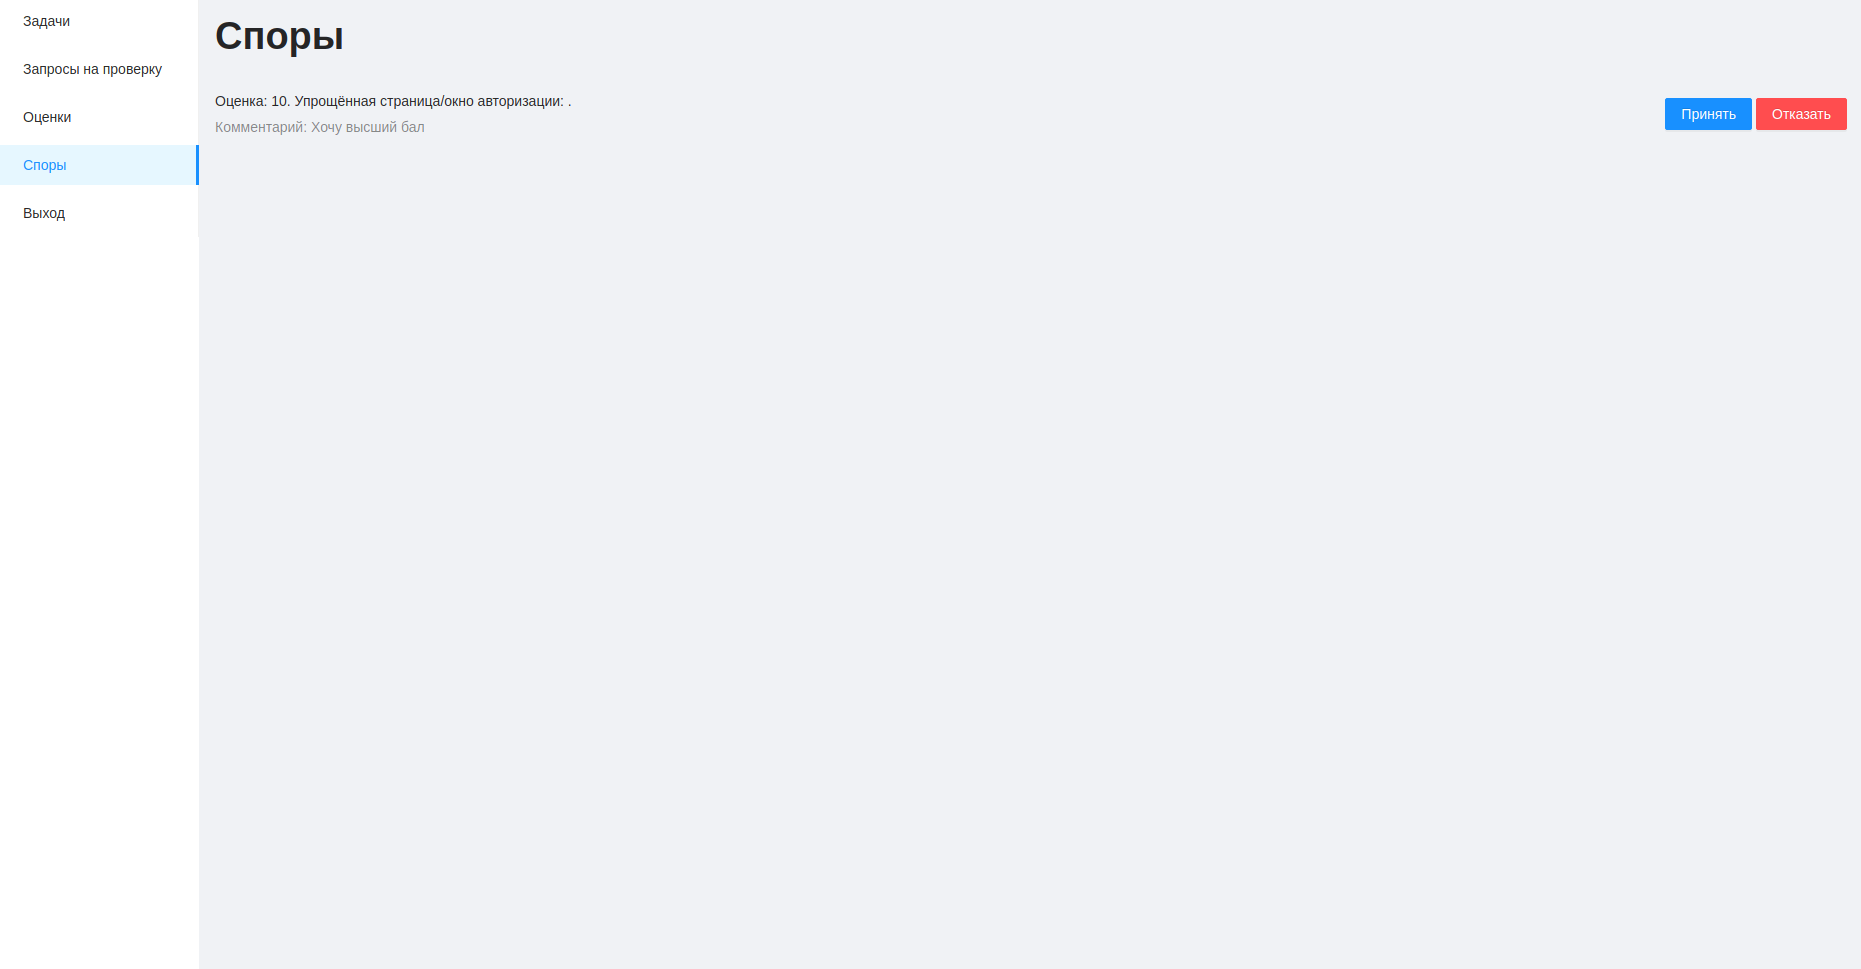 Задачи
Запросы на проверку
Оценки
Споры
Выход
Споры
Оценка: 10. Упрощённая страница/окно авторизации: .
Комментарий: Хочу высший бал
Принять
Отказать